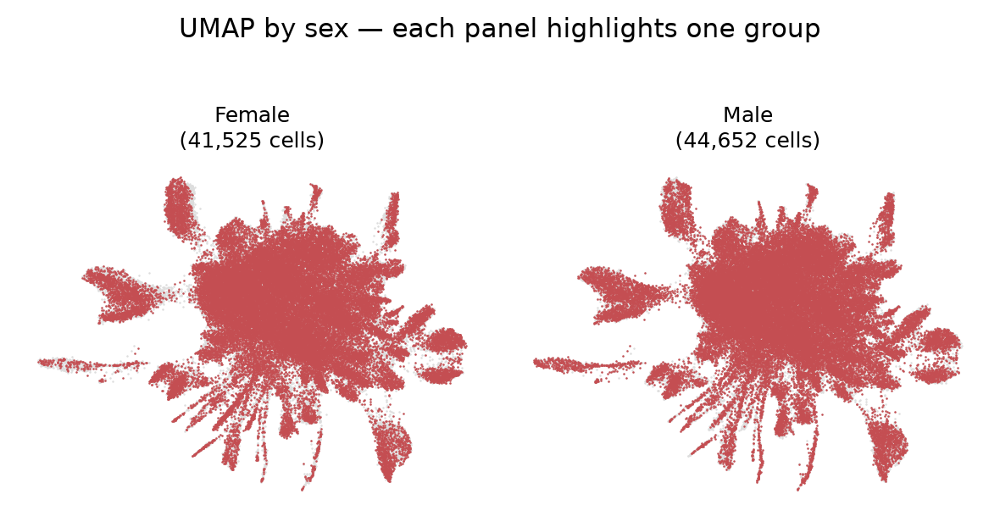 UMAP by sex — each panel highlights one group
Female
(41,525 cells)
Male
(44,652 cells)